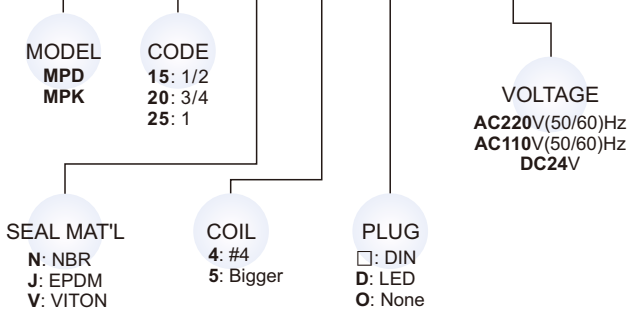 MODEL
MPD
MPK
CODE
15: 1/2
20: 3/4
25: 1
VOLTAGE
AC220V(50/60)Hz
AC110V(50/60)Hz
DC24V
SEAL MAT'L
N: NBR
J: EPDM
V: VITON
COIL
4: #4
5: Bigger
PLUG
□: DIN
D: LED
O: None